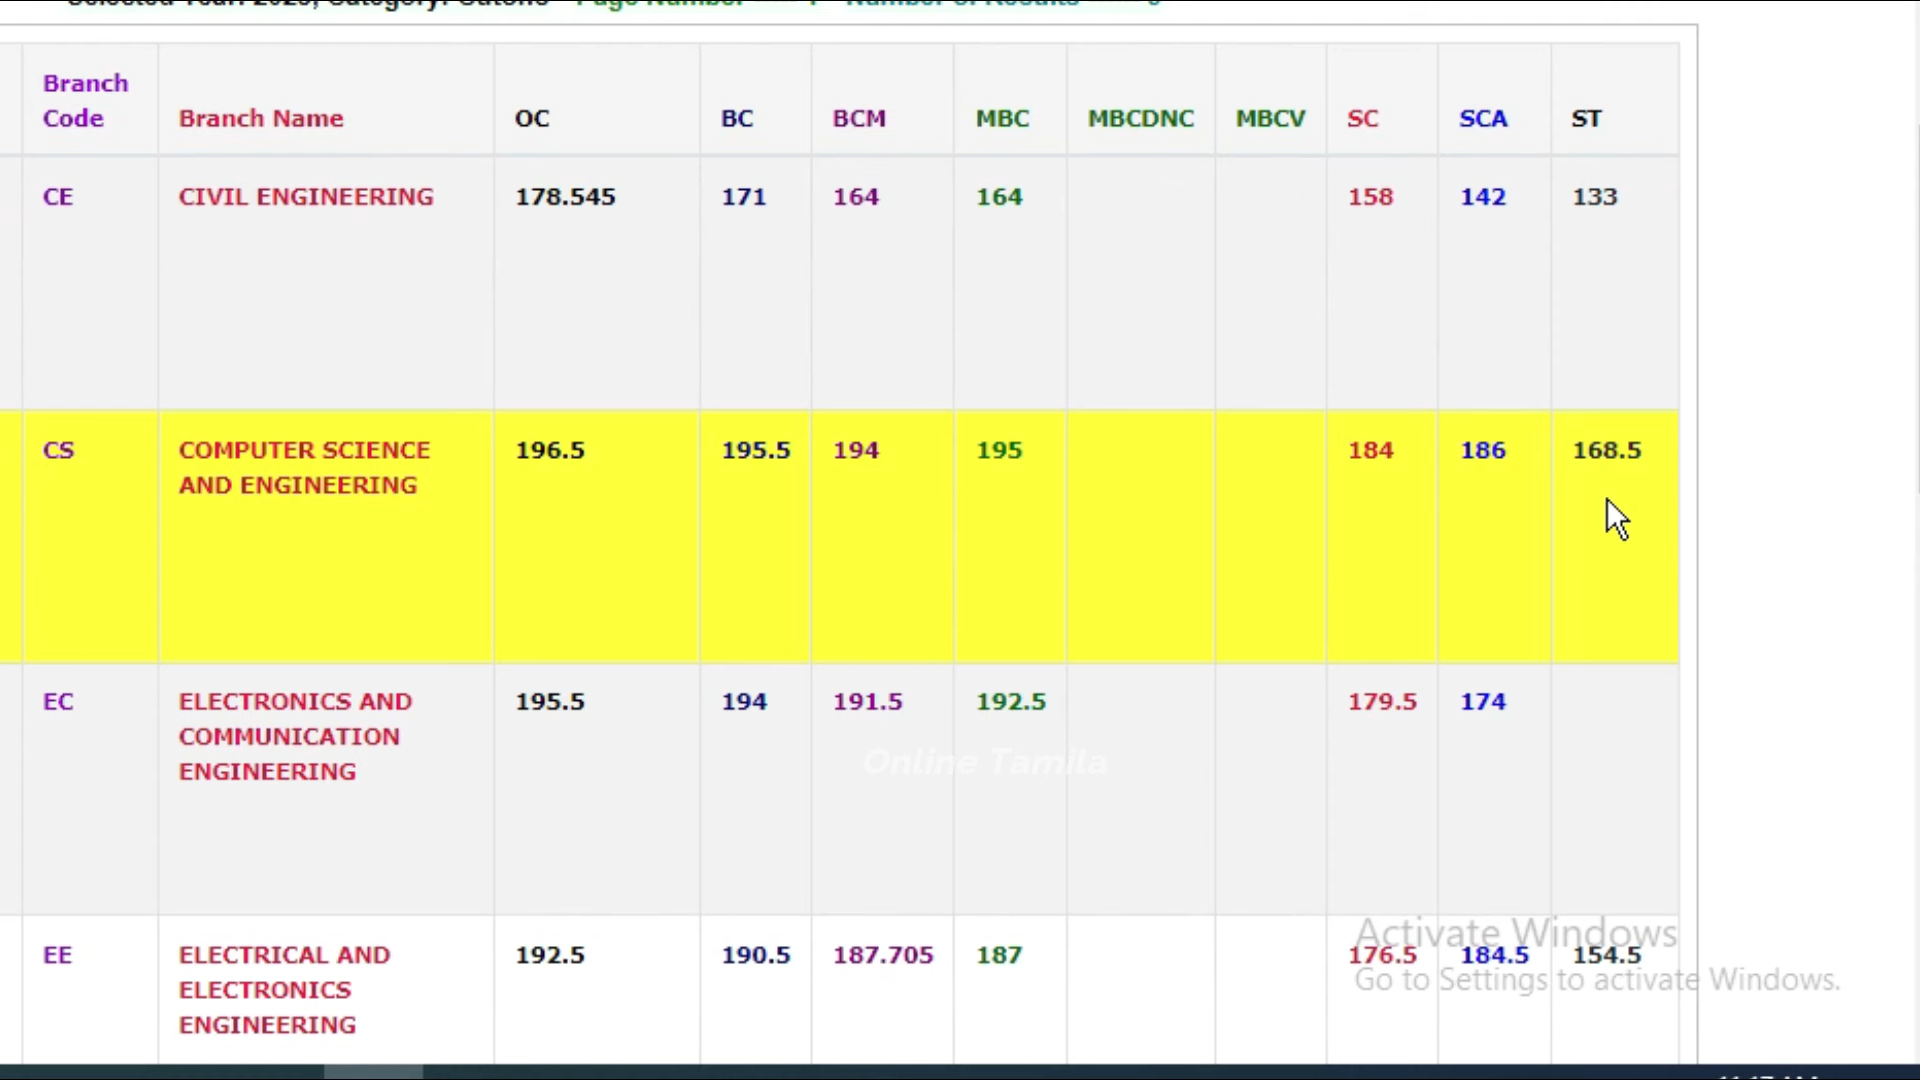 Branch Code
Branch Name
OC
BC
BCM
MBC
MBCDNC
MBCV
SC
SCA
ST
CE
CIVIL ENGINEERING
178.545
171
164
164
158
142
133
CS
COMPUTER SCIENCE
AND ENGINEERING
196.5
195.5
194
195
184
186
168.5
EC
ELECTRONICS AND
COMMUNICATION
ENGINEERING
195.5
194
191.5
192.5
179.5
174
Online Tamila
EE
ELECTRICAL AND
ELECTRONICS
ENGINEERING
192.5
190.5
187.705
187
176.5
184.5
154.5
Activate Windows
Go to Settings to activate Windows.